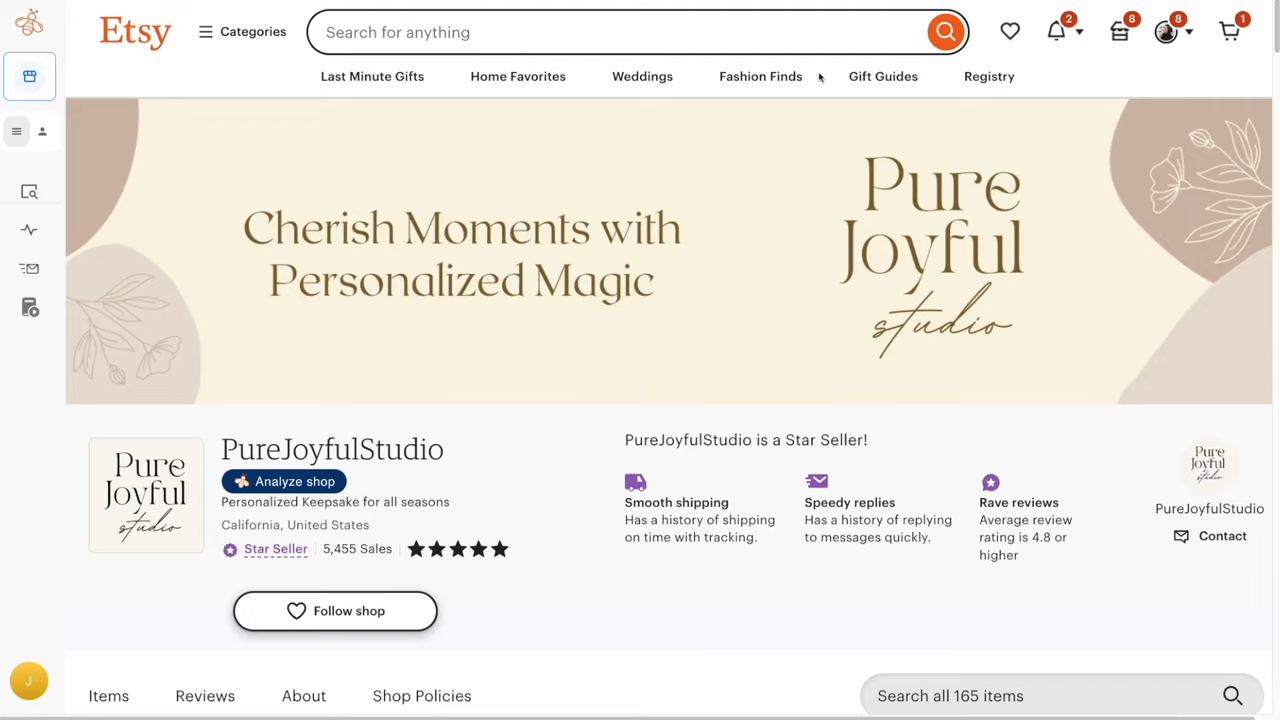 Etsy
Categories
Search for anything
2
8
8
1
Last Minute Gifts
Home Favorites
Weddings
Fashion Finds
Gift Guides
Registry
Cherish Moments with
Personalized Magic
Pure
Joyful
studio
Pure
Joyful
studio
PureJoyfulStudio
Analyze shop
Personalized Keepsake for all seasons
California, United States
Star Seller
5,455 Sales
Follow shop
PureJoyfulStudio is a Star Seller!
Smooth shipping
Has a history of shipping
on time with tracking.
Speedy replies
Has a history of replying
to messages quickly.
Rave reviews
Average review
rating is 4.8 or
higher
Pure
Joyful
studio
PureJoyfulStudio
Contact
J
Items
Reviews
About
Shop Policies
Search all 165 items